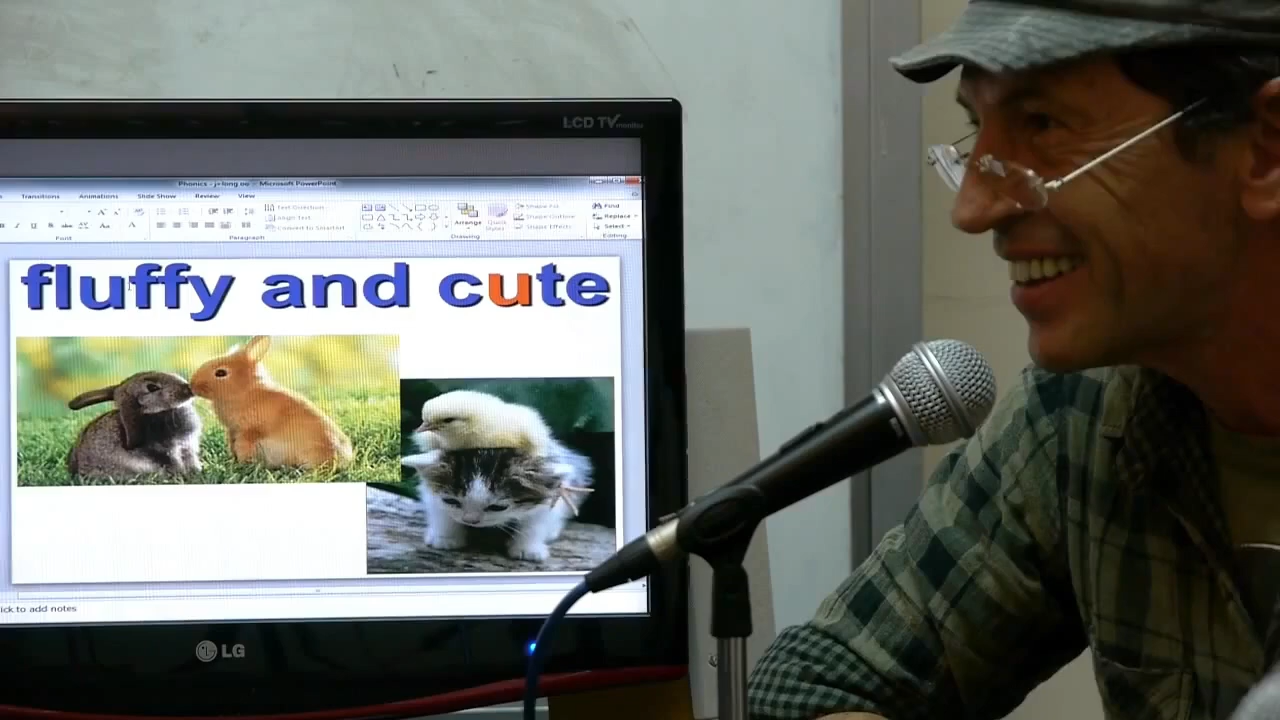 LCD TV monitor
Phonics - j+long oo - Microsoft PowerPoint
Transitions Animations Slide Show Review View
Text Direction
Align Text
Convert to SmartArt
Arrange
Quick Styles
Shape Fill
Shape Outline
Shape Effects
Find
Replace
Select
Font Paragraph Drawing Editing
fluffy and cute
ick to add notes
LG